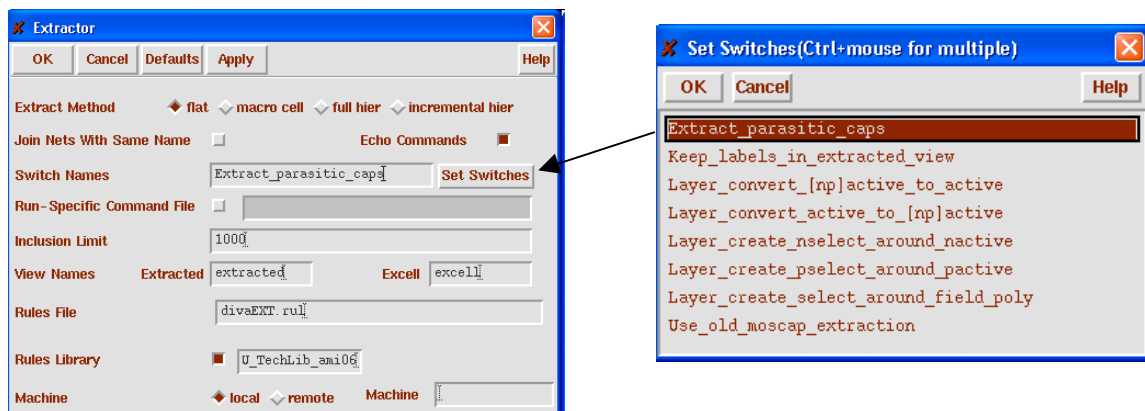 Extractor
OK Cancel Defaults Apply Help
Extract Method flat macro cell full hier incremental hier
Join Nets With Same Name Echo Commands
Switch Names Extract_parasitic_caps Set Switches
Run-Specific Command File
Inclusion Limit 1000
View Names Extracted extracted Excell excell
Rules File divaEXT.rul
Rules Library U_TechLib_ami06
Machine local remote Machine
Set Switches(Ctrl+mouse for multiple)
OK Cancel Help
Extract_parasitic_caps
Keep_labels_in_extracted_view
Layer_convert_[np]active_to_active
Layer_convert_active_to_[np]active
Layer_create_nselect_around_nactive
Layer_create_pselect_around_pactive
Layer_create_select_around_field_poly
Use_old_moscap_extraction